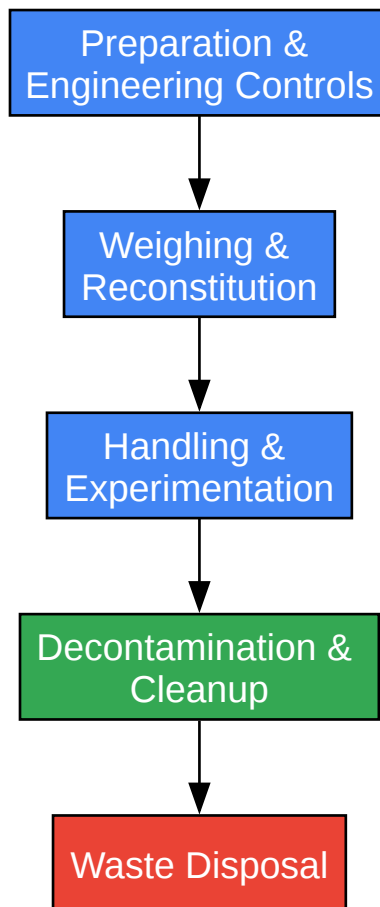 Preparation &
Engineering Controls
Weighing &
Reconstitution
Handling &
Experimentation
Decontamination &
Cleanup
Waste Disposal